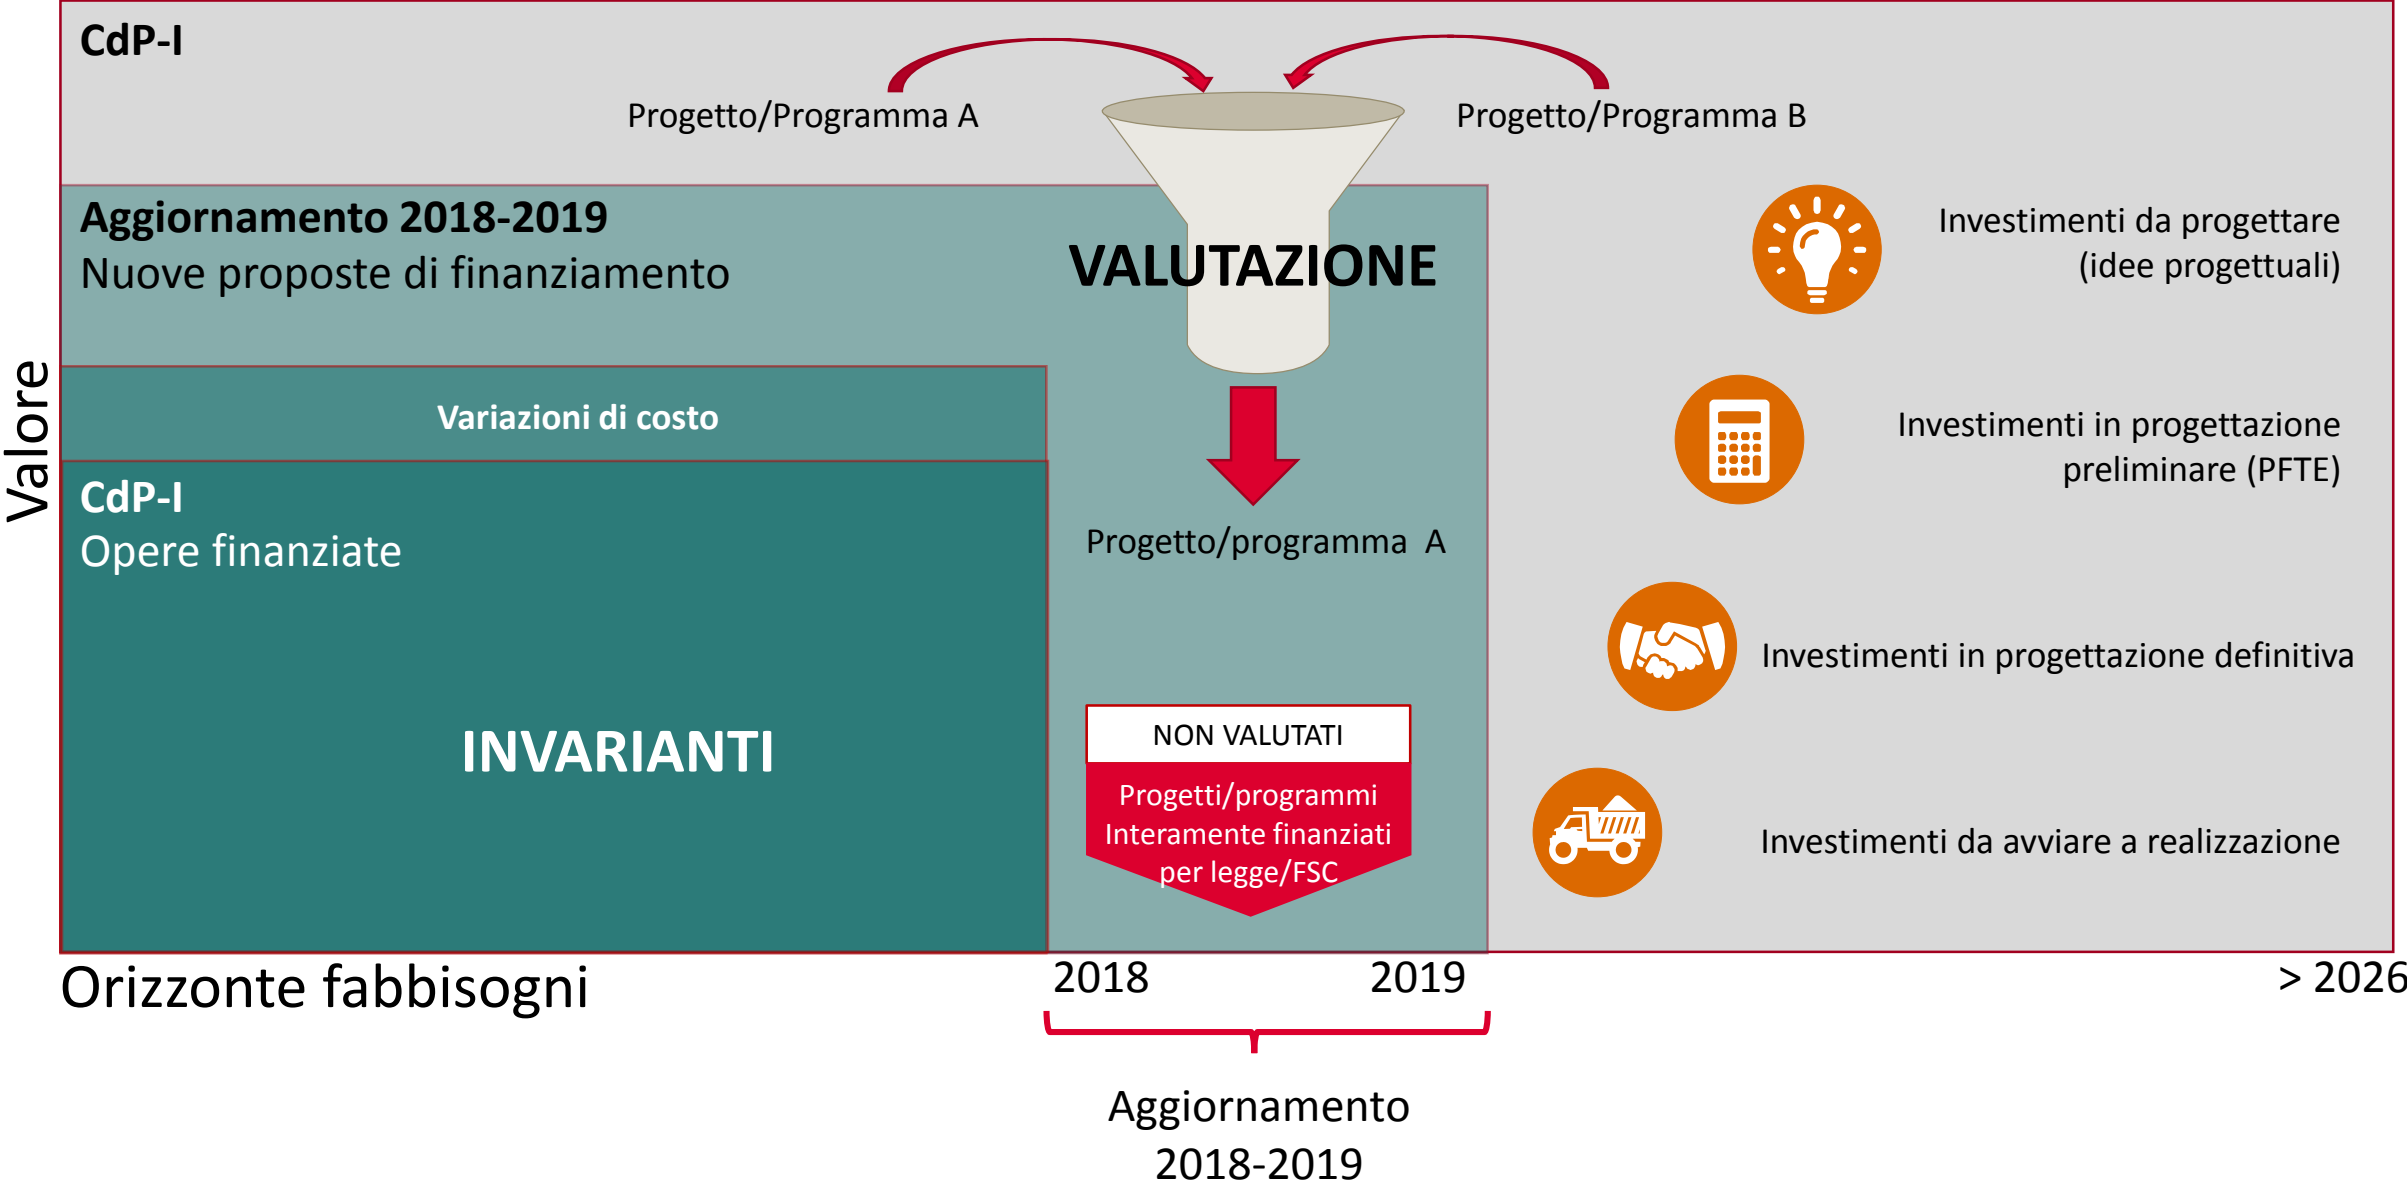 CdP-I
Progetto/Programma A
Progetto/Programma B
Aggiornamento 2018-2019
Nuove proposte di finanziamento
VALUTAZIONE
Investimenti da progettare
(idee progettuali)
Valore
Variazioni di costo
Investimenti in progettazione
preliminare (PFTE)
CdP-I
Opere finanziate
Progetto/programma A
Investimenti in progettazione definitiva
INVARIANTI
NON VALUTATI
Progetti/programmi
Interamente finanziati
per legge/FSC
Investimenti da avviare a realizzazione
Orizzonte fabbisogni
2018
2019
> 2026
Aggiornamento
2018-2019